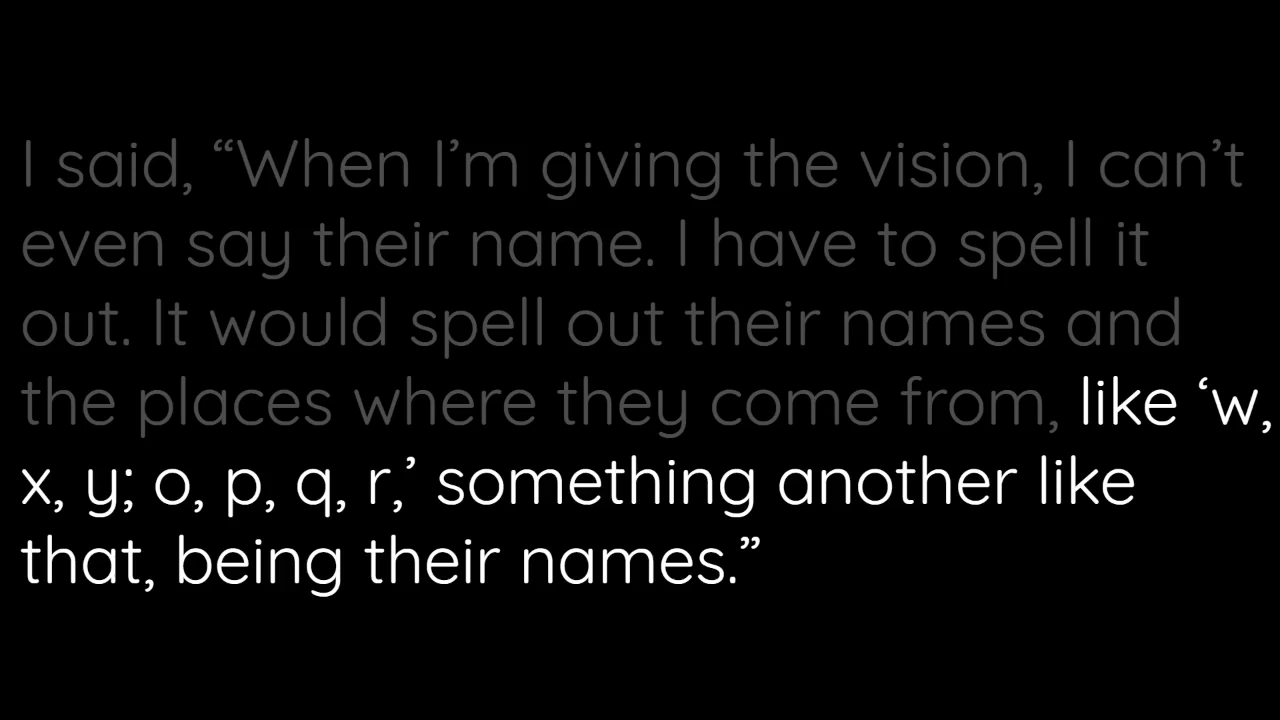 I said, “When I’m giving the vision, I can’t
even say their name. I have to spell it
out. It would spell out their names and
the places where they come from, like ‘w,
x, y; o, p, q, r,’ something another like
that, being their names.”